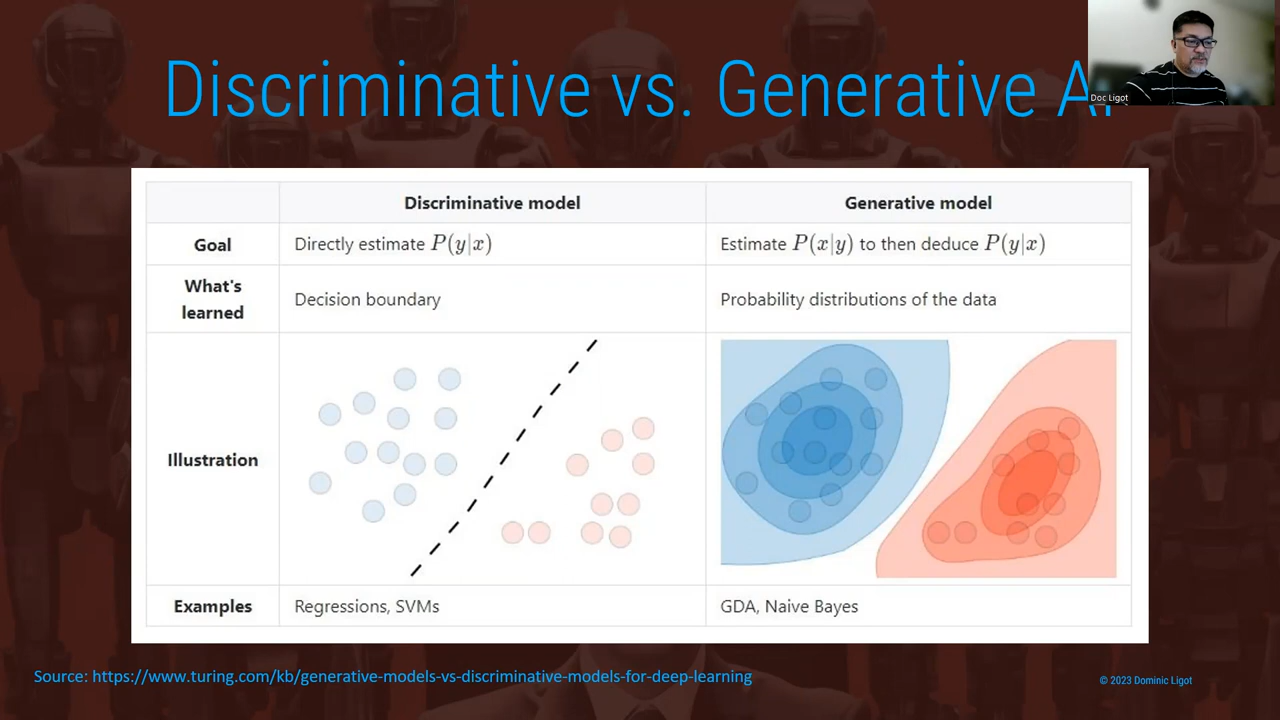 Discriminative vs. Generative AI
Doc Ligot
Discriminative model Generative model
Goal Directly estimate P(y|x) Estimate P(x|y) to then deduce P(y|x)
What's
learned
Decision boundary Probability distributions of the data
Illustration
Examples Regressions, SVMs GDA, Naive Bayes
Source: https://www.turing.com/kb/generative-models-vs-discriminative-models-for-deep-learning
© 2023 Dominic Ligot